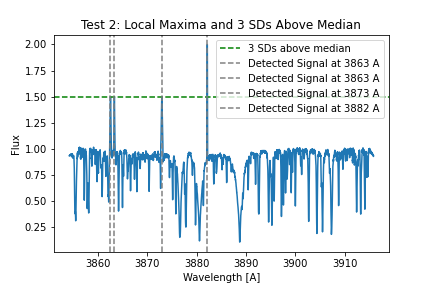 Test 2: Local Maxima and 3 SDs Above Median
2.00
1.75
1.50
1.25
1.00
0.75
0.50
0.25
Flux
3 SDs above median
Detected Signal at 3863 A
Detected Signal at 3863 A
Detected Signal at 3873 A
Detected Signal at 3882 A
3860 3870 3880 3890 3900 3910
Wavelength [A]